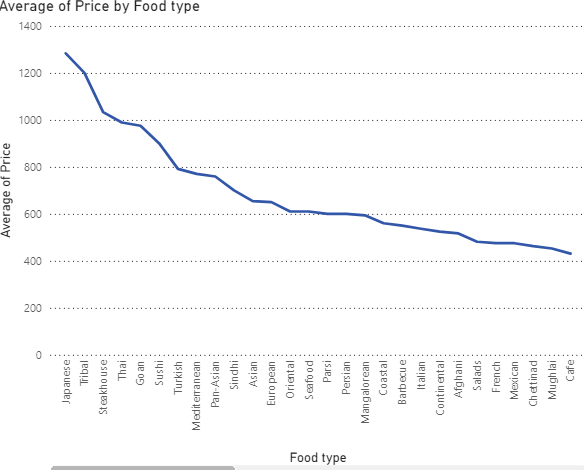 Average of Price by Food type
1400
1200
1000
800
600
400
200
0
Average of Price
Japanese
Tribal
Steakhouse
Thai
Goan
Sushi
Turkish
Mediterranean
Pan-Asian
Sindhi
Asian
European
Oriental
Seafood
Parsi
Persian
Mangalorean
Coastal
Barbecue
Italian
Continental
Afghani
Salads
French
Mexican
Chettinad
Mughlai
Cafe
Food type